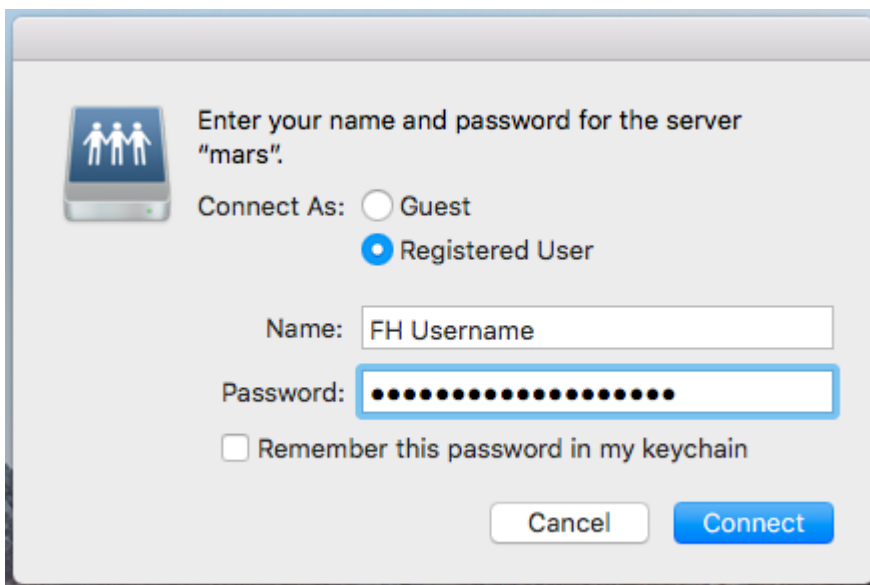 Enter your name and password for the server
“mars”.
Connect As: Guest
Registered User
Name: FH Username
Password: •••••••••••••••••••
Remember this password in my keychain
Cancel Connect